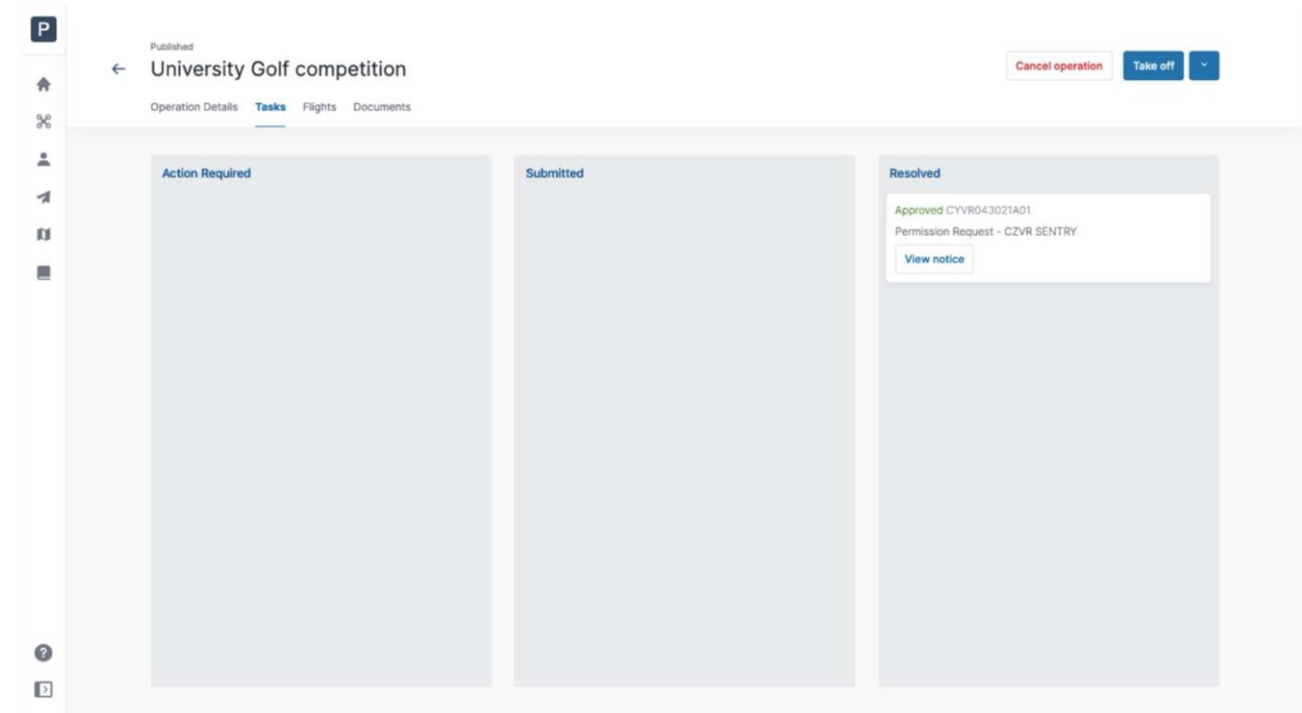 P
Published
University Golf competition
Cancel operation
Take off
Operation Details Tasks Flights Documents
Action Required
Submitted
Resolved
Approved CYVR043021A01
Permission Request - CZVR SENTRY
View notice
?